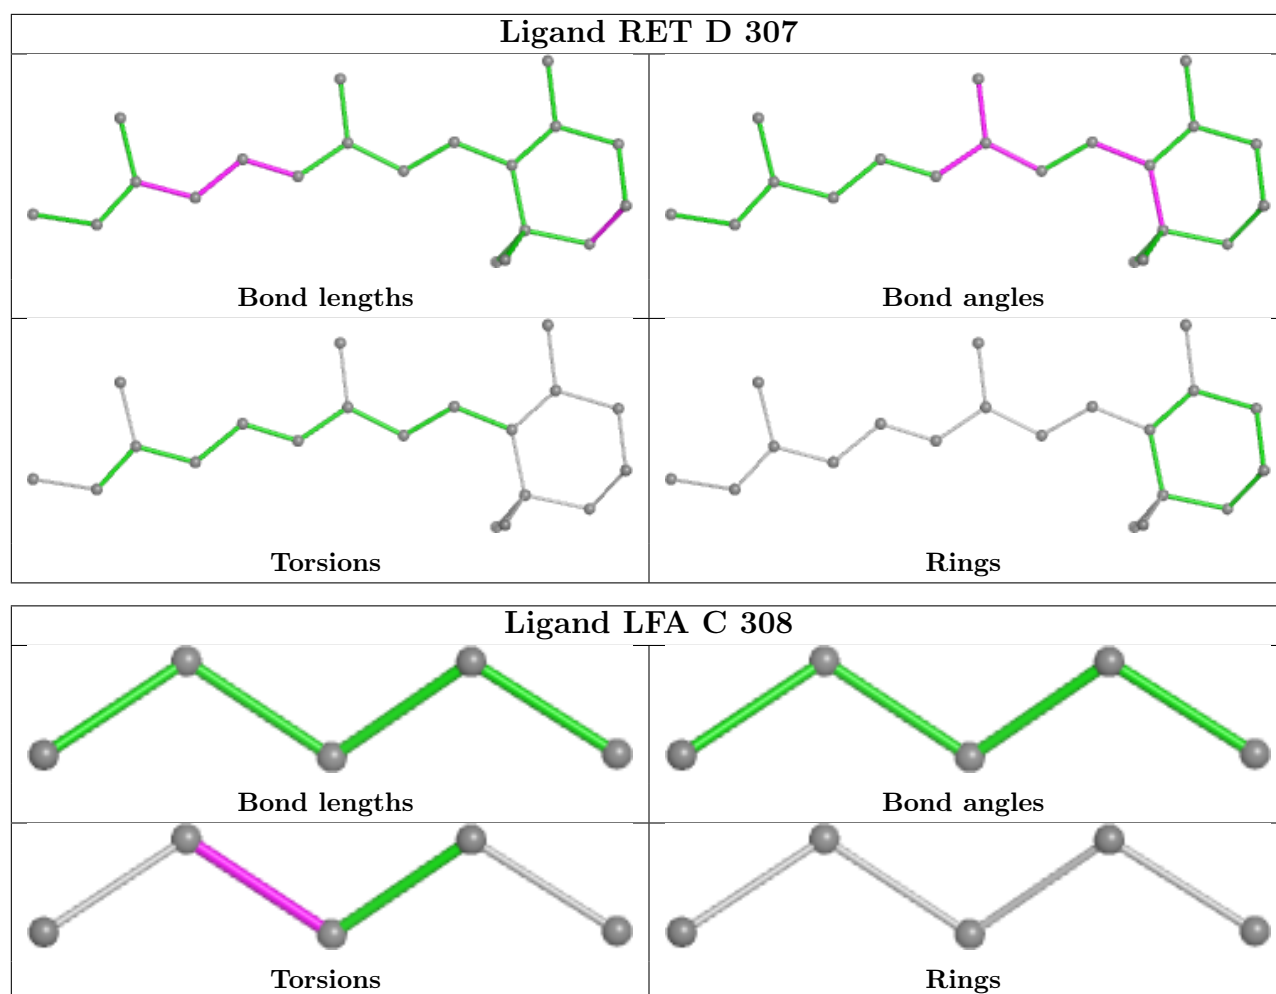 Ligand RET D 307
Bond lengths
Bond angles
Torsions
Rings
Ligand LFA C 308
Bond lengths
Bond angles
Torsions
Rings